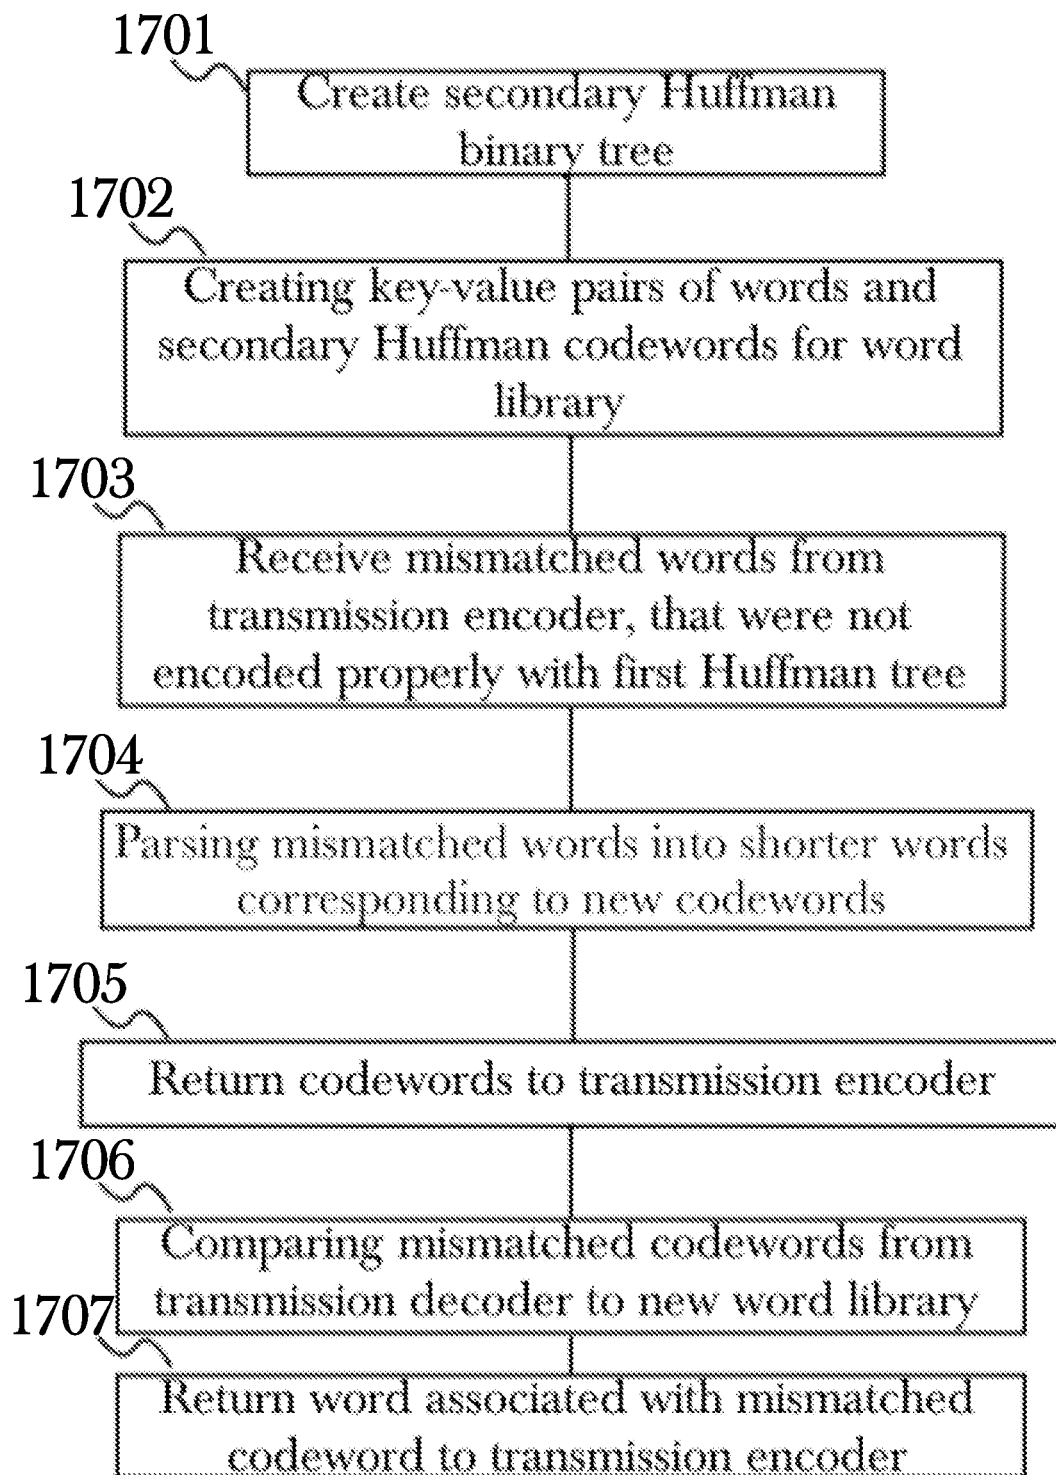 1701
Create secondary Huffman
binary tree
1702
Creating key-value pairs of words and
secondary Huffman codewords for word
library
1703
Receive mismatched words from
transmission encoder, that were not
encoded properly with first Huffman tree
1704
Parsing mismatched words into shorter words
corresponding to new codewords
1705
Return codewords to transmission encoder
1706
Comparing mismatched codewords from
transmission decoder to new word library
1707
Return word associated with mismatched
codeword to transmission encoder